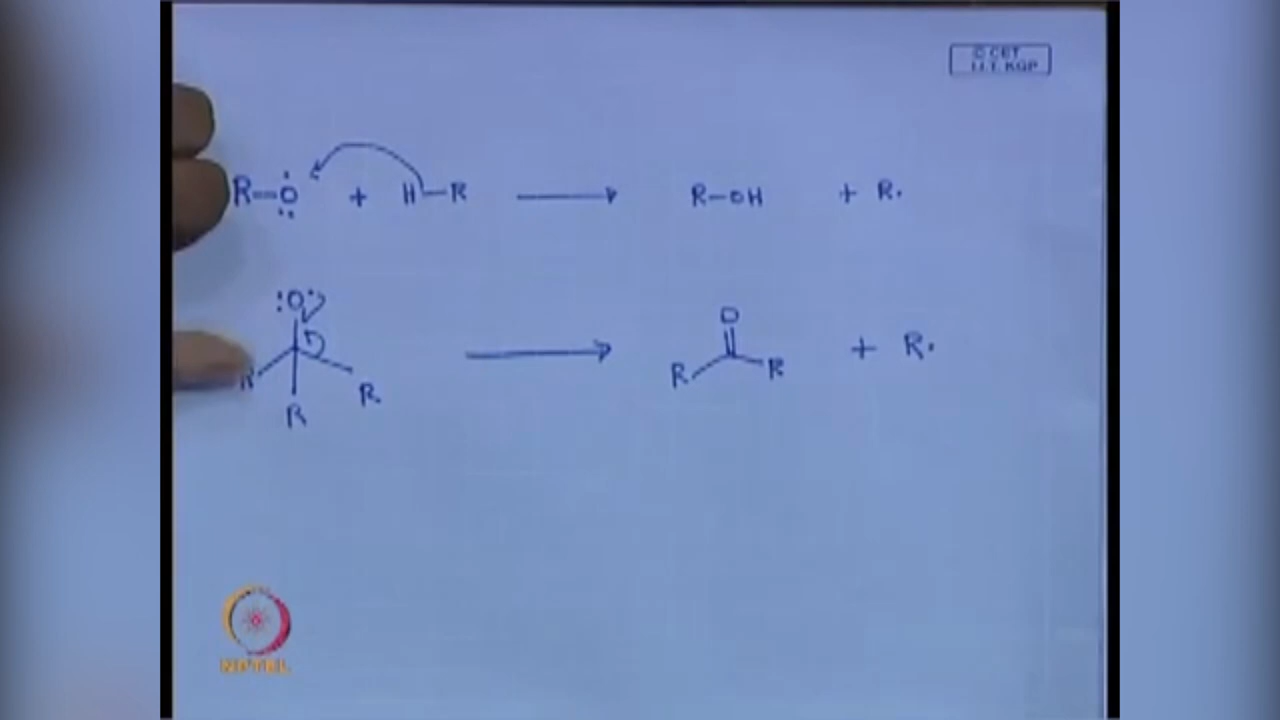 © CET
I.I.T. KGP
R–Ö· + H–R ⟶ R–OH + R·
:O·
R R R ⟶ O
R R + R·
NPTEL